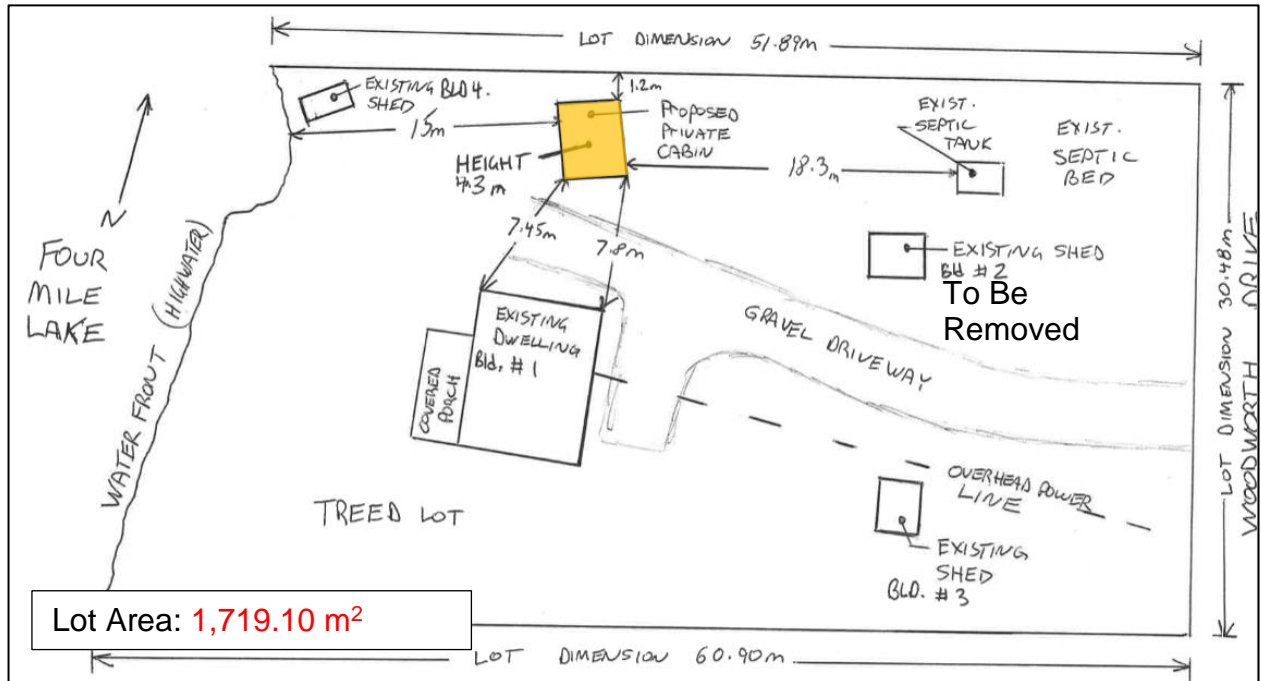 LOT DIMENSION 51.89m
EXISTING BLD 4.
SHED
15m
1.2m
PROPOSED
PRIVATE
CABIN
HEIGHT
4.3m
EXIST.
SEPTIC
TANK
EXIST.
SEPTIC
BED
18.3m
N
FOUR
MILE
LAKE
WATER FRONT (HIGHWATER)
7.45m
7.8m
EXISTING SHED
Bld #2
To Be
Removed
EXISTING
DWELLING
Bld. #1
COVERED
PORCH
GRAVEL DRIVEWAY
LOT DIMENSION 30.48m
WOODWORTH DRIVE
OVERHEAD POWER
LINE
TREED LOT
EXISTING
SHED
BLD. #3
Lot Area: 1,719.10 m²
LOT DIMENSION 60.90m